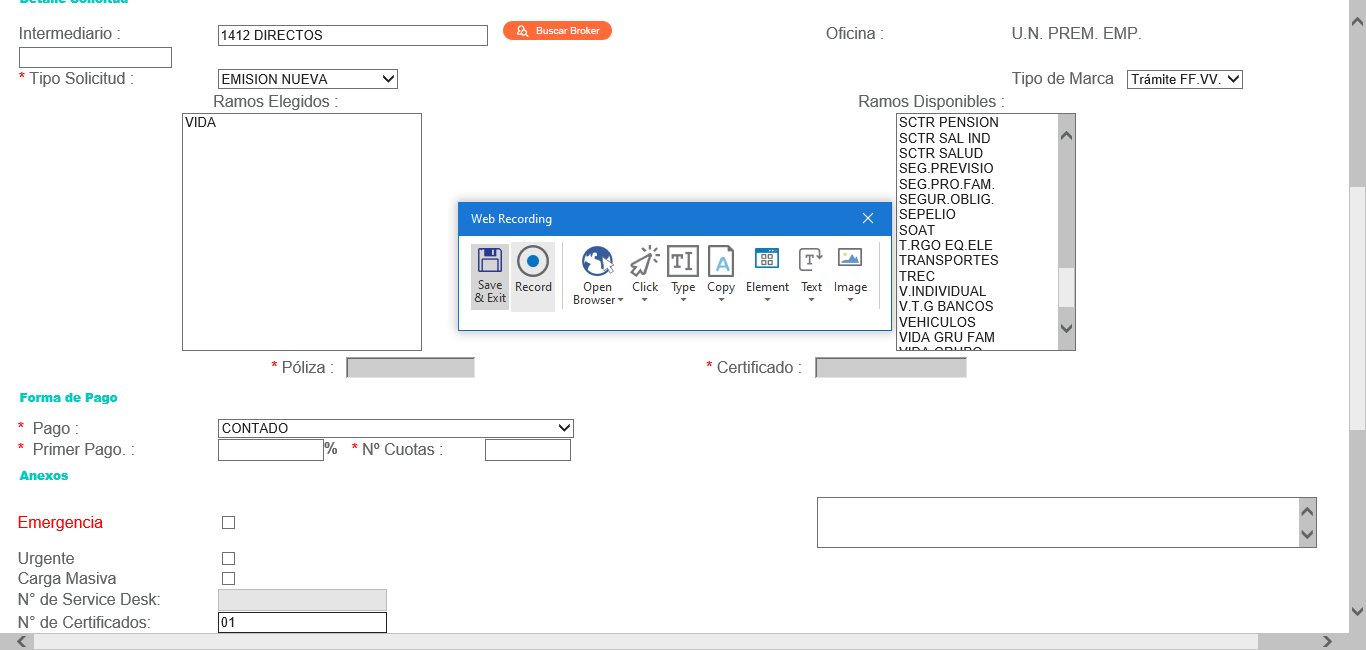 Detalle Solicitud
Intermediario :
1412 DIRECTOS
Buscar Broker
Oficina :
U.N. PREM. EMP.
* Tipo Solicitud :
EMISION NUEVA
Tipo de Marca
Trámite FF.VV.
Ramos Elegidos :
Ramos Disponibles :
VIDA
SCTR PENSION
SCTR SAL IND
SCTR SALUD
SEG.PREVISIO
SEG.PRO.FAM.
SEGUR.OBLIG.
SEPELIO
SOAT
T.RGO EQ.ELE
TRANSPORTES
TREC
V.INDIVIDUAL
V.T.G BANCOS
VEHICULOS
VIDA GRU FAM
VIDA GRUPO
Web Recording
Save
& Exit
Record
Open
Browser
Click
Type
Copy
Element
Text
Image
* Póliza :
* Certificado :
Forma de Pago
* Pago :
CONTADO
* Primer Pago. :
%
* Nº Cuotas :
Anexos
Emergencia
Urgente
Carga Masiva
N° de Service Desk:
N° de Certificados:
01